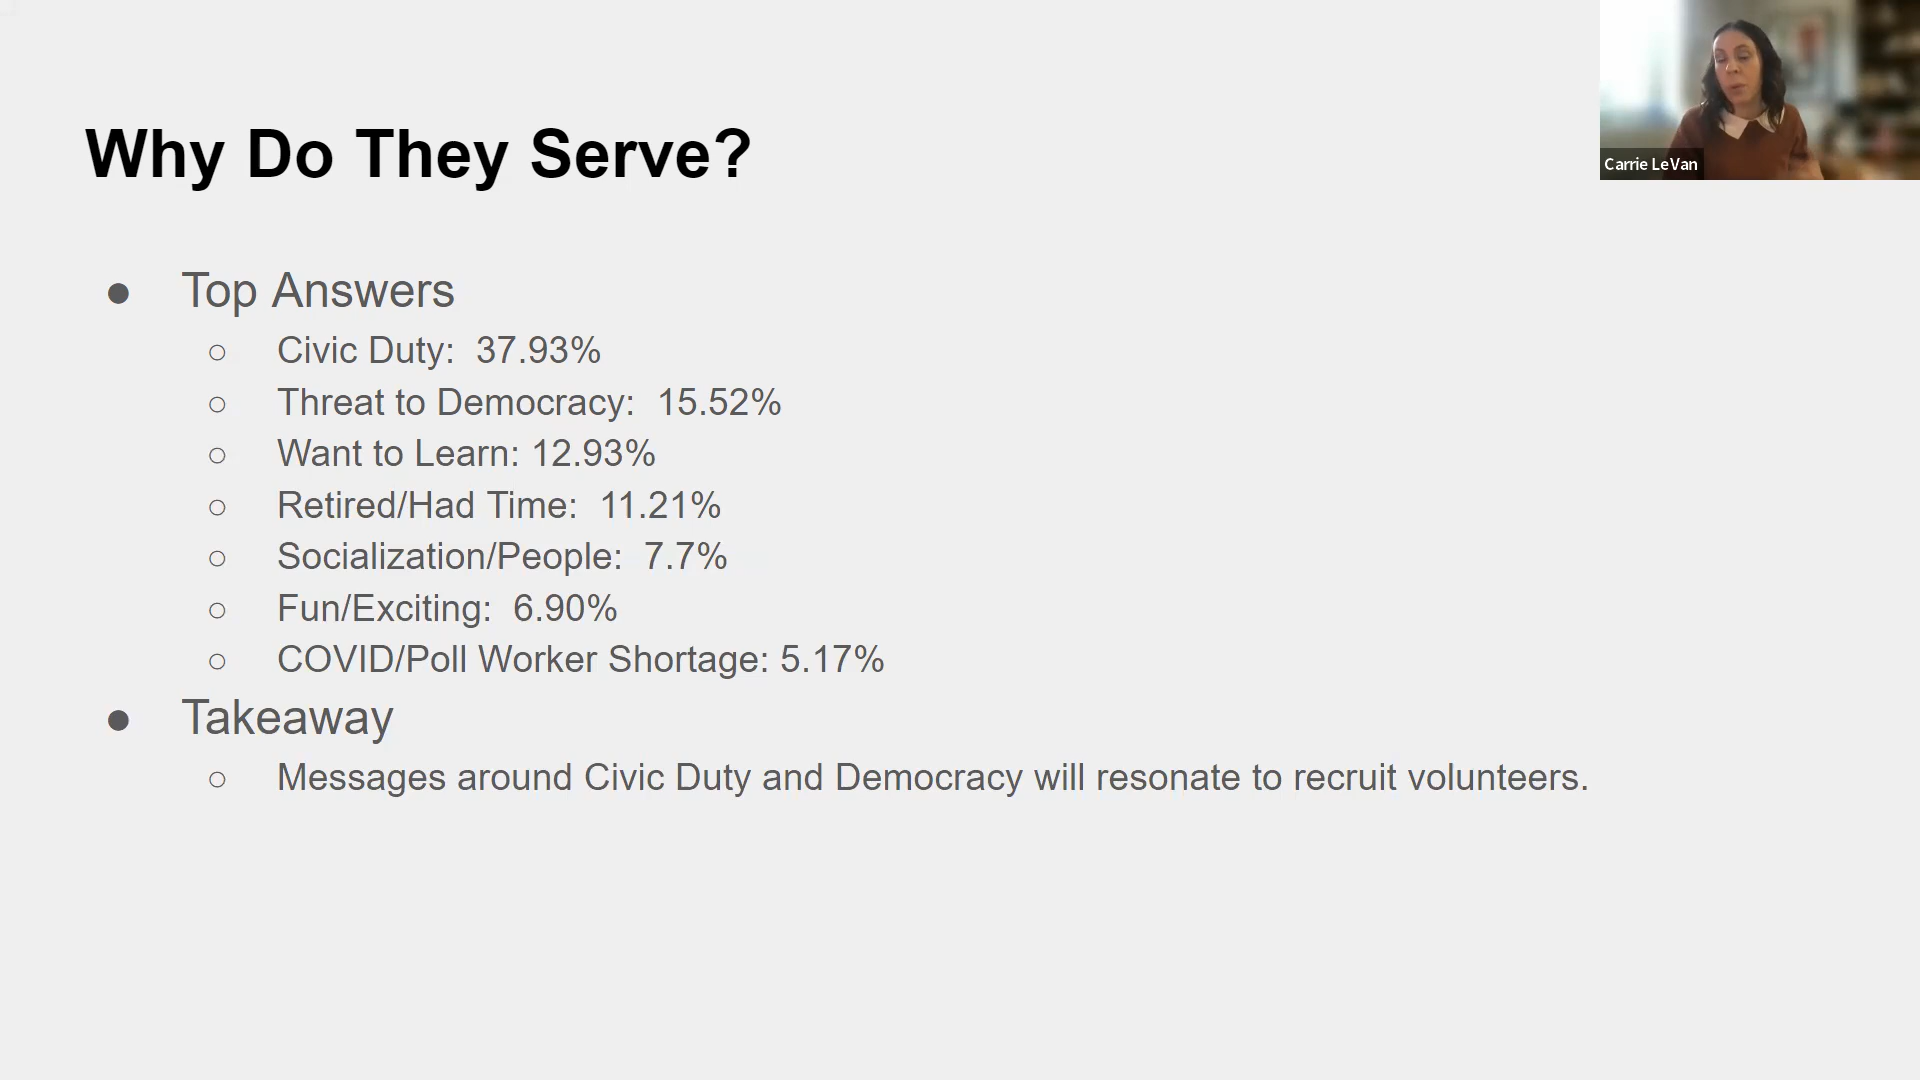 Why Do They Serve?
Carrie LeVan
● Top Answers
○ Civic Duty:  37.93%
○ Threat to Democracy:  15.52%
○ Want to Learn: 12.93%
○ Retired/Had Time:  11.21%
○ Socialization/People:  7.7%
○ Fun/Exciting:  6.90%
○ COVID/Poll Worker Shortage: 5.17%
● Takeaway
○ Messages around Civic Duty and Democracy will resonate to recruit volunteers.